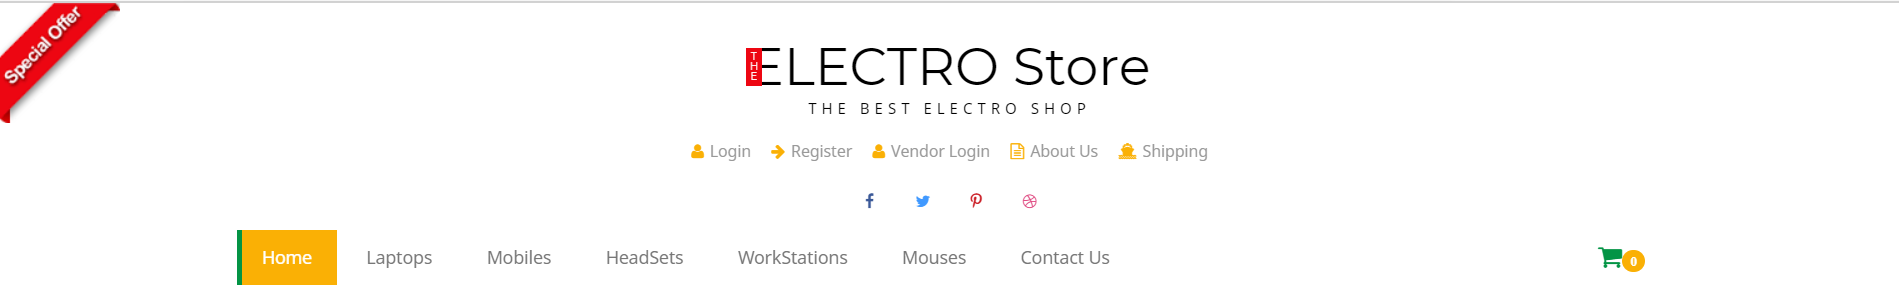 Special Offer
THE
ELECTRO Store
THE BEST ELECTRO SHOP
Login Register Vendor Login About Us Shipping
Home Laptops Mobiles HeadSets WorkStations Mouses Contact Us 0